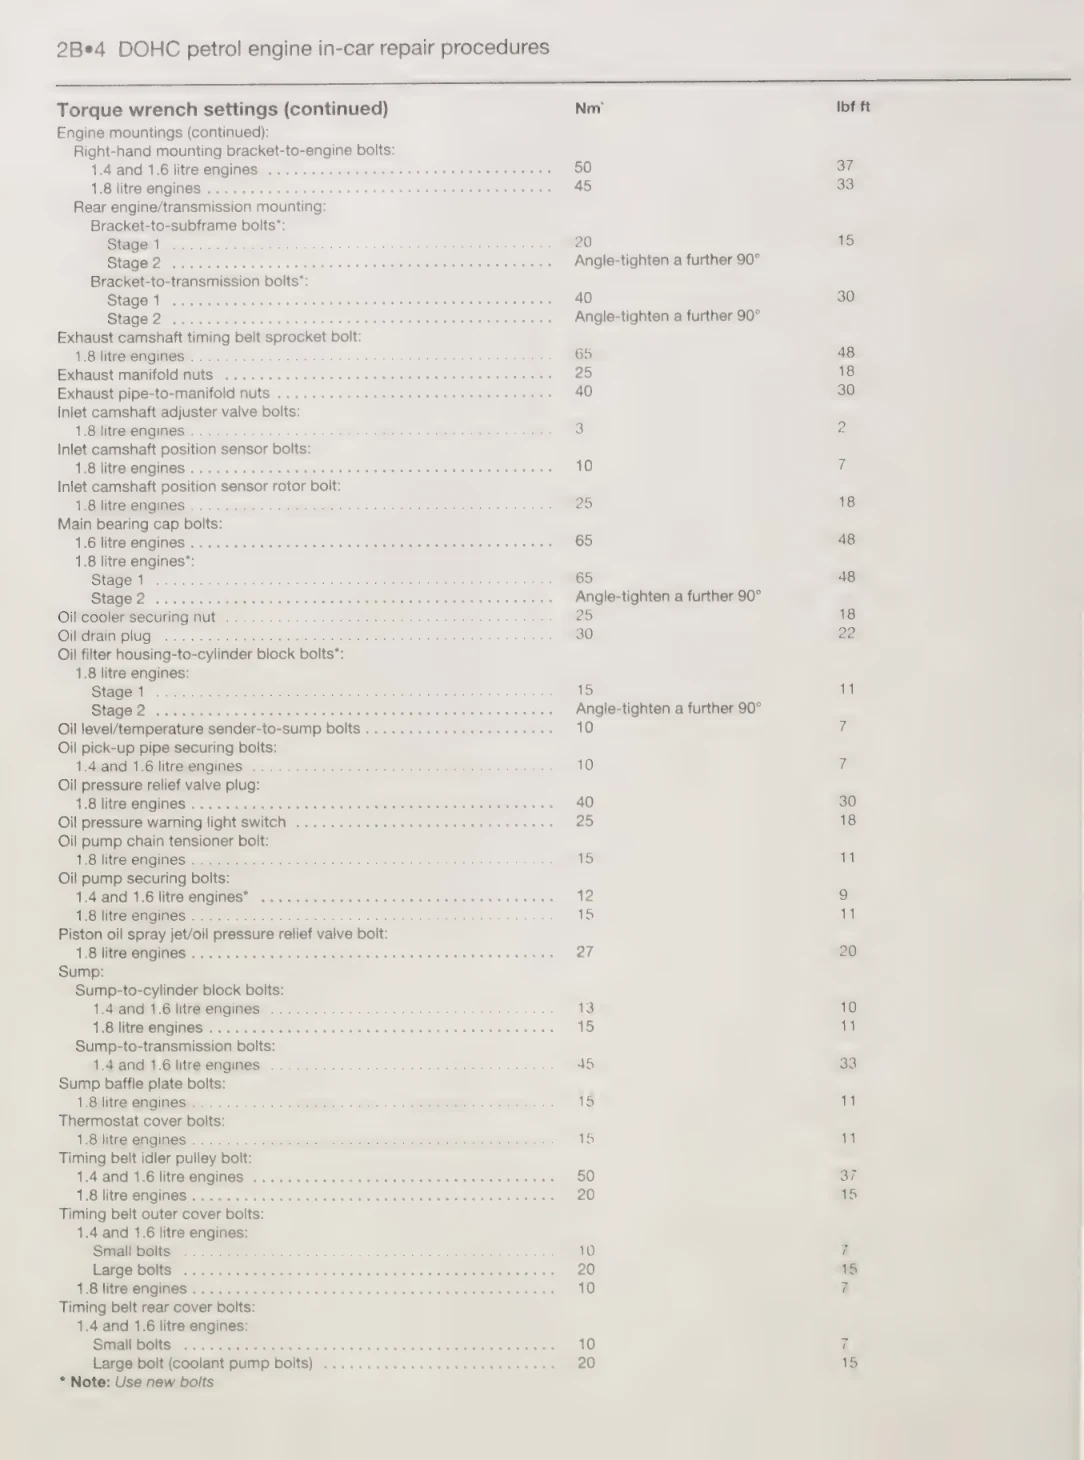 2B•4 DOHC petrol engine in-car repair procedures
Torque wrench settings (continued) Nm lbf ft
Engine mountings (continued):
Right-hand mounting bracket-to-engine bolts:
1.4 and 1.6 litre engines 50 37
1.8 litre engines 45 33
Rear engine/transmission mounting:
Bracket-to-subframe bolts*:
Stage 1 20 15
Stage 2 Angle-tighten a further 90°
Bracket-to-transmission bolts*:
Stage 1 40 30
Stage 2 Angle-tighten a further 90°
Exhaust camshaft timing belt sprocket bolt:
1.8 litre engines 65 48
Exhaust manifold nuts 25 18
Exhaust pipe-to-manifold nuts 40 30
Inlet camshaft adjuster valve bolts:
1.8 litre engines 3 2
Inlet camshaft position sensor bolts:
1.8 litre engines 10 7
Inlet camshaft position sensor rotor bolt:
1.8 litre engines 25 18
Main bearing cap bolts:
1.6 litre engines 65 48
1.8 litre engines*:
Stage 1 65 48
Stage 2 Angle-tighten a further 90°
Oil cooler securing nut 25 18
Oil drain plug 30 22
Oil filter housing-to-cylinder block bolts*:
1.8 litre engines:
Stage 1 15 11
Stage 2 Angle-tighten a further 90°
Oil level/temperature sender-to-sump bolts 10 7
Oil pick-up pipe securing bolts:
1.4 and 1.6 litre engines 10 7
Oil pressure relief valve plug:
1.8 litre engines 40 30
Oil pressure warning light switch 25 18
Oil pump chain tensioner bolt:
1.8 litre engines 15 11
Oil pump securing bolts:
1.4 and 1.6 litre engines* 12 9
1.8 litre engines 15 11
Piston oil spray jet/oil pressure relief valve bolt:
1.8 litre engines 27 20
Sump:
Sump-to-cylinder block bolts:
1.4 and 1.6 litre engines 13 10
1.8 litre engines 15 11
Sump-to-transmission bolts:
1.4 and 1.6 litre engines 45 33
Sump baffle plate bolts:
1.8 litre engines 15 11
Thermostat cover bolts:
1.8 litre engines 15 11
Timing belt idler pulley bolt:
1.4 and 1.6 litre engines 50 37
1.8 litre engines 20 15
Timing belt outer cover bolts:
1.4 and 1.6 litre engines:
Small bolts 10 7
Large bolts 20 15
1.8 litre engines 10 7
Timing belt rear cover bolts:
1.4 and 1.6 litre engines:
Small bolts 10 7
Large bolt (coolant pump bolts) 20 15
* Note: Use new bolts